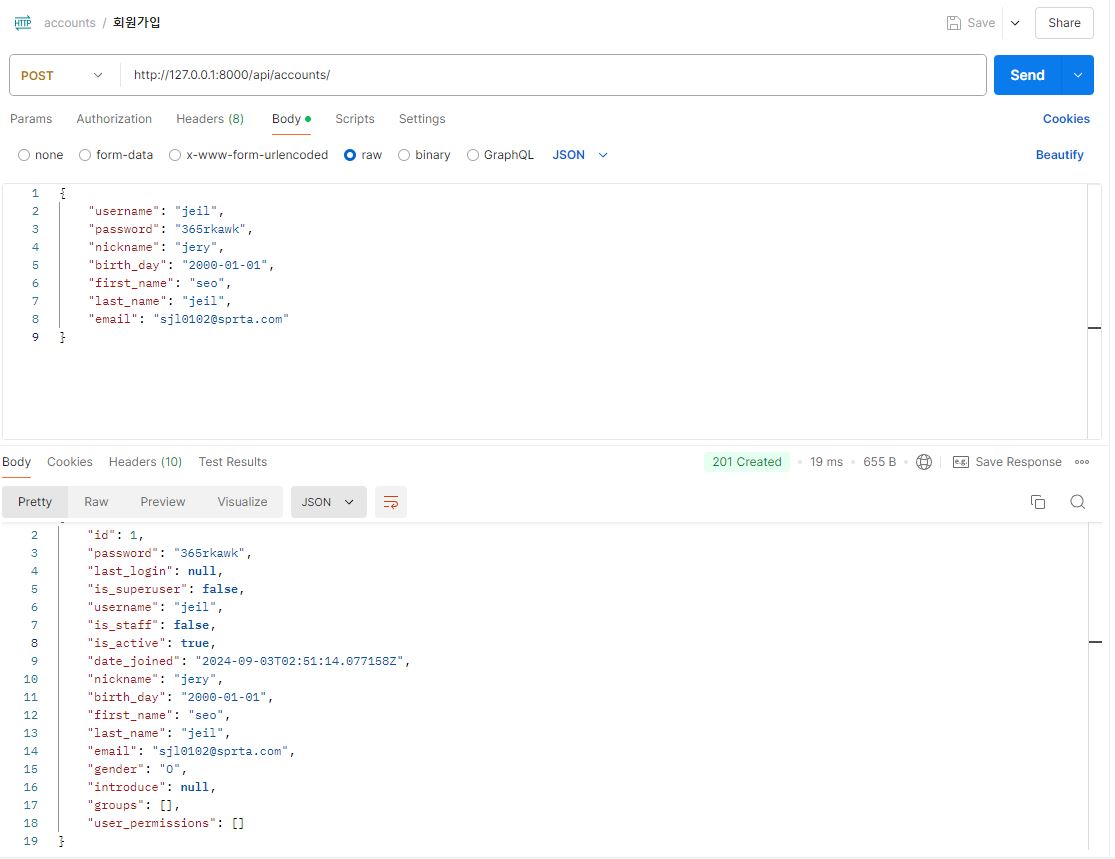 HTTP accounts / 회원가입 Save Share
POST http://127.0.0.1:8000/api/accounts/ Send
Params Authorization Headers (8) Body Scripts Settings Cookies
none form-data x-www-form-urlencoded raw binary GraphQL JSON Beautify
1 {
2 "username": "jeil",
3 "password": "365rkawk",
4 "nickname": "jery",
5 "birth_day": "2000-01-01",
6 "first_name": "seo",
7 "last_name": "jeil",
8 "email": "sjl0102@sprta.com"
9 }
Body Cookies Headers (10) Test Results 201 Created 19 ms 655 B e.g. Save Response
Pretty Raw Preview Visualize JSON
2 "id": 1,
3 "password": "365rkawk",
4 "last_login": null,
5 "is_superuser": false,
6 "username": "jeil",
7 "is_staff": false,
8 "is_active": true,
9 "date_joined": "2024-09-03T02:51:14.077158Z",
10 "nickname": "jery",
11 "birth_day": "2000-01-01",
12 "first_name": "seo",
13 "last_name": "jeil",
14 "email": "sjl0102@sprta.com",
15 "gender": "O",
16 "introduce": null,
17 "groups": [],
18 "user_permissions": []
19 }